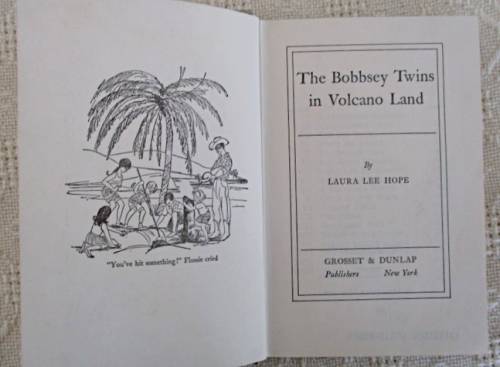 "You've hit something!" Flossie cried
The Bobbsey Twins
in Volcano Land
By
LAURA LEE HOPE
GROSSET & DUNLAP
Publishers New York